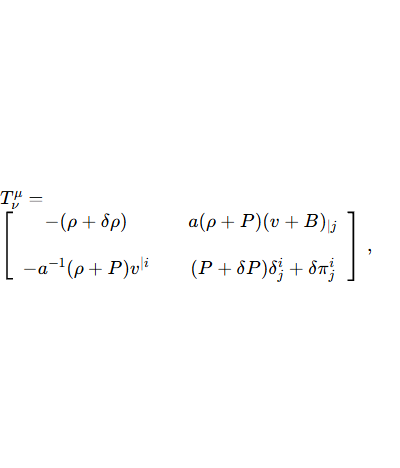 T^μ_ν =
[ −(ρ + δρ)    a(ρ + P)(v + B)_{|j}
−a^{−1}(ρ + P)v^{|i}    (P + δP)δ^i_j + δπ^i_j ] ,